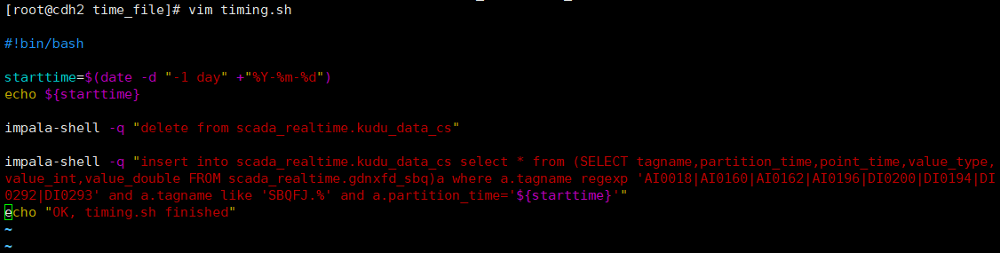 [root@cdh2 time_file]# vim timing.sh
#!bin/bash
starttime=$(date -d "-1 day" +"%Y-%m-%d")
echo ${starttime}
impala-shell -q "delete from scada_realtime.kudu_data_cs"
impala-shell -q "insert into scada_realtime.kudu_data_cs select * from (SELECT tagname,partition_time,point_time,value_type,
value_int,value_double FROM scada_realtime.gdnxfd_sbq)a where a.tagname regexp 'AI0018|AI0160|AI0162|AI0196|DI0200|DI0194|DI
0292|DI0293' and a.tagname like 'SBQFJ.%' and a.partition_time='${starttime}'"
echo "OK, timing.sh finished"
~
~